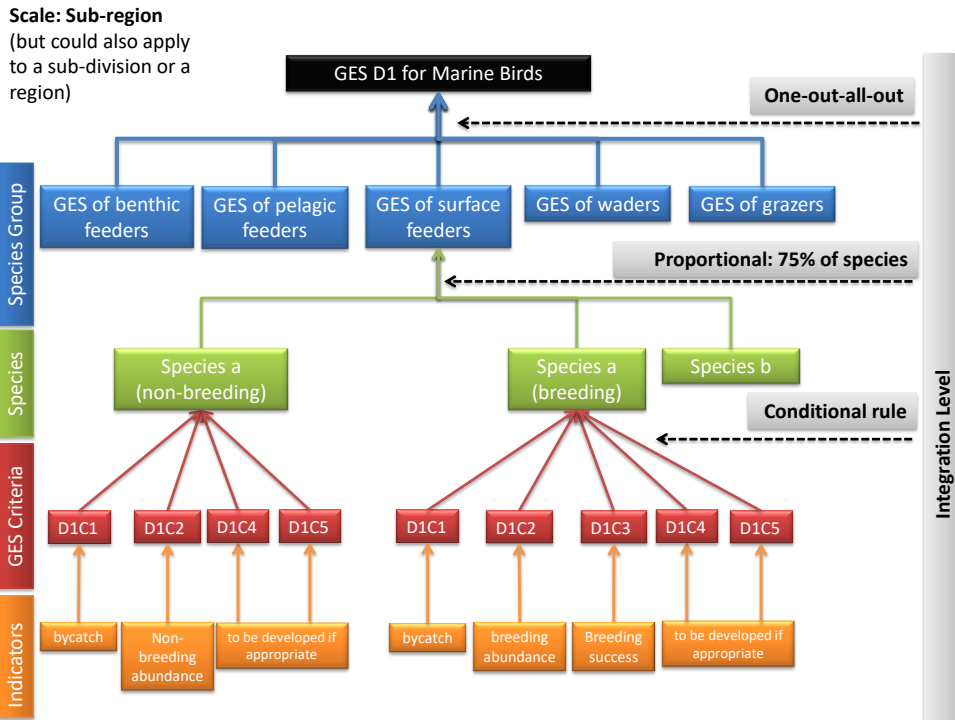 Scale: Sub-region
(but could also apply
to a sub-division or a
region)
GES D1 for Marine Birds
One-out-all-out
Species Group
GES of benthic
feeders
GES of pelagic
feeders
GES of surface
feeders
GES of waders
GES of grazers
Proportional: 75% of species
Species
Species a
(non-breeding)
Species a
(breeding)
Species b
Conditional rule
Integration Level
GES Criteria
D1C1
D1C2
D1C4
D1C5
D1C1
D1C2
D1C3
D1C4
D1C5
Indicators
bycatch
Non-
breeding
abundance
to be developed if
appropriate
bycatch
breeding
abundance
Breeding
success
to be developed if
appropriate